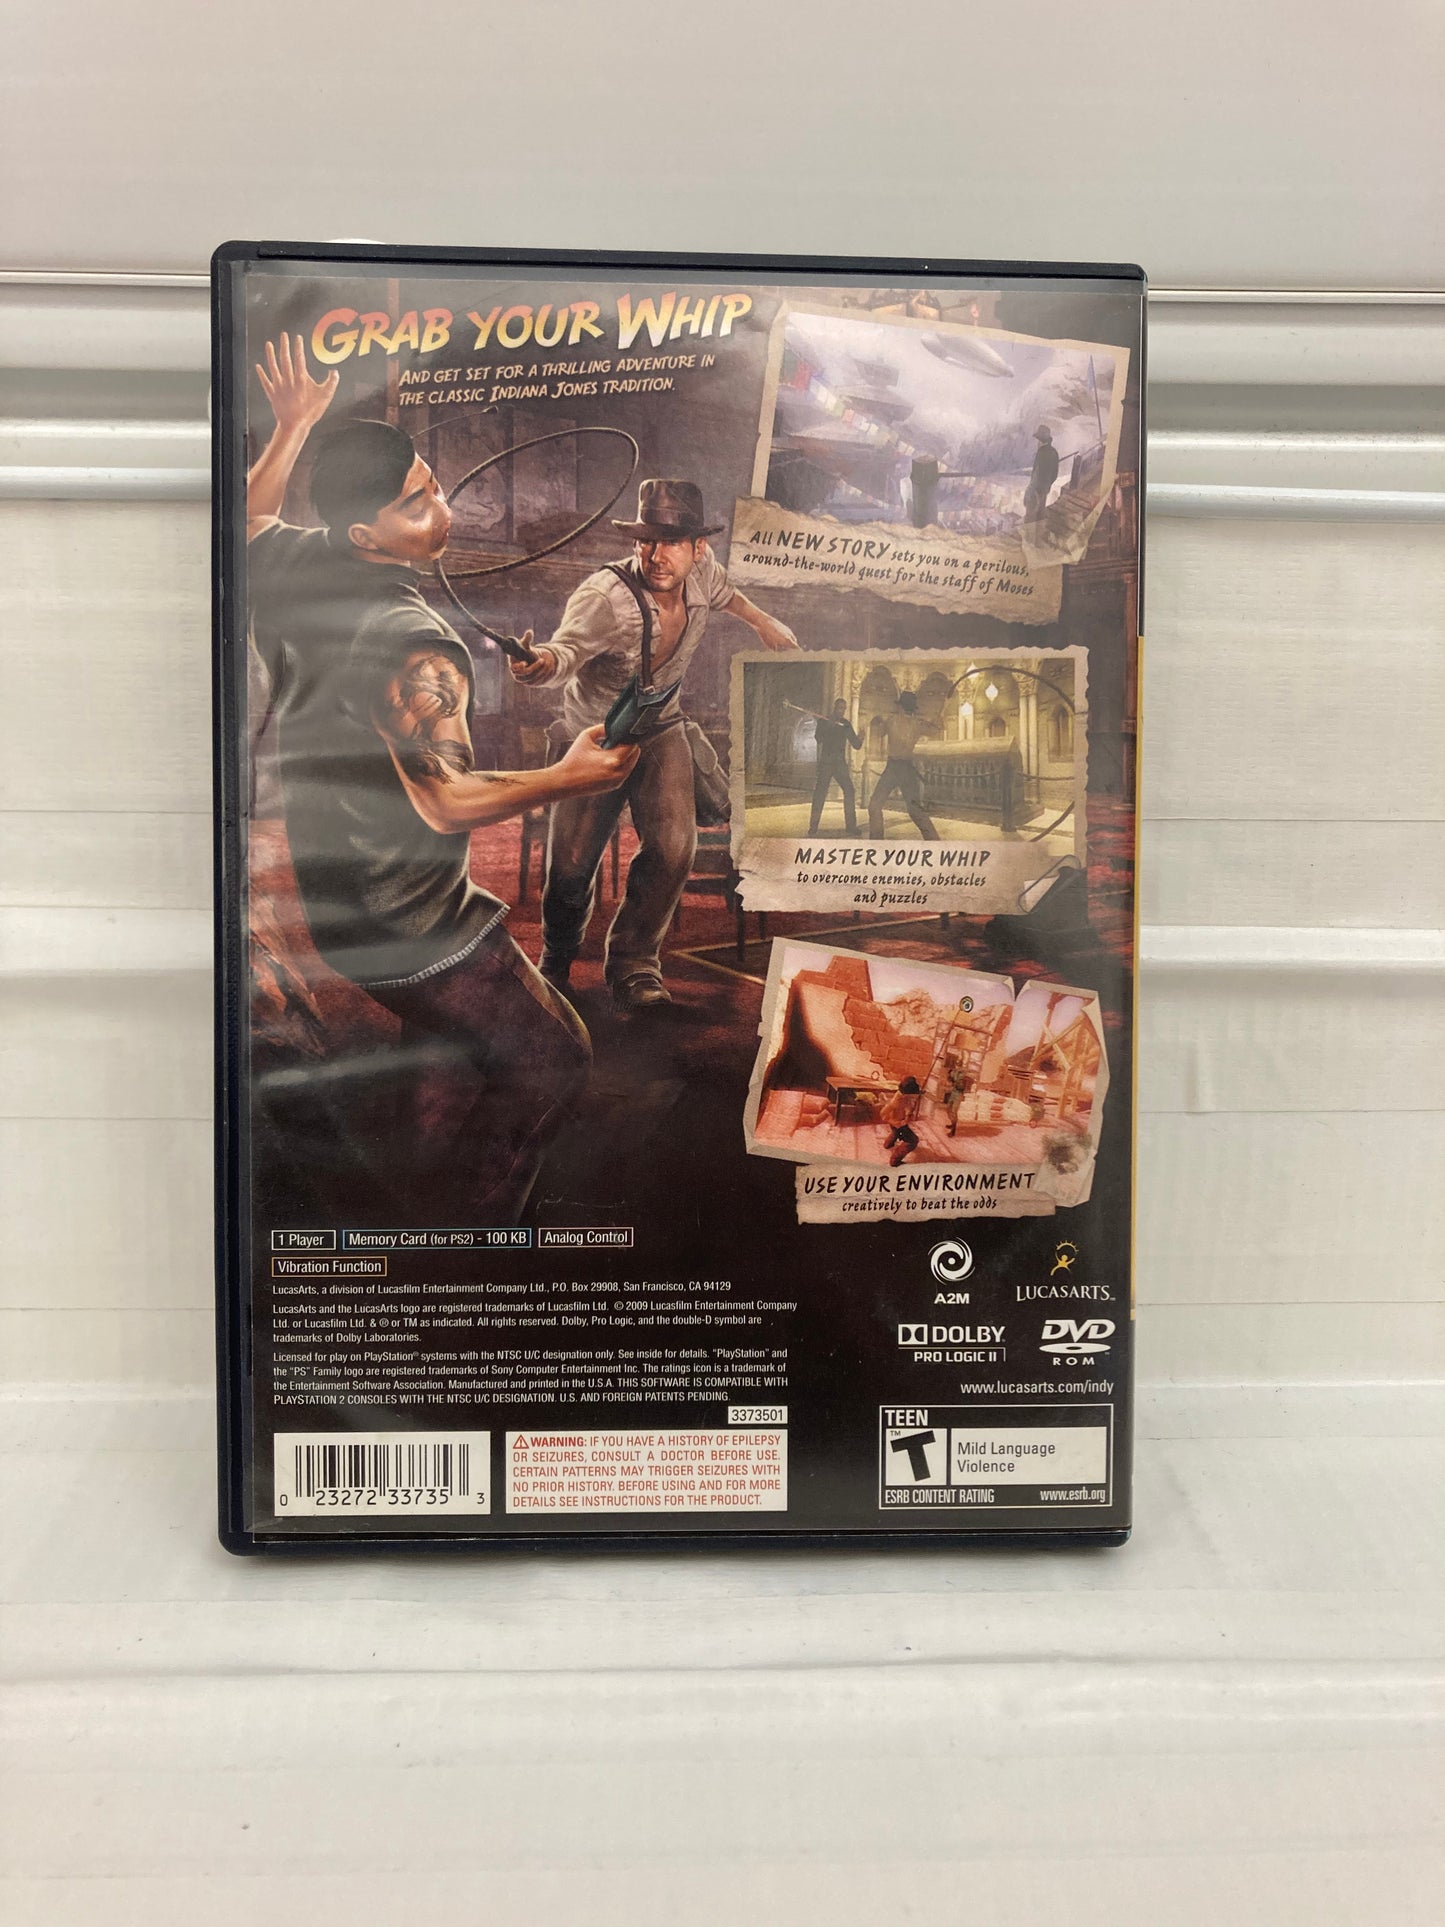 GRAB YOUR WHIP
AND GET SET FOR A THRILLING ADVENTURE IN
THE CLASSIC INDIANA JONES TRADITION.
All NEW STORY sets you on a perilous,
around-the-world quest for the staff of Moses
MASTER YOUR WHIP
to overcome enemies, obstacles
and puzzles
USE YOUR ENVIRONMENT
creatively to beat the odds
1 Player
Memory Card (for PS2) - 100 KB
Analog Control
Vibration Function
LucasArts, a division of Lucasfilm Entertainment Company Ltd., P.O. Box 29908, San Francisco, CA 94129
LucasArts and the LucasArts logo are registered trademarks of Lucasfilm Ltd. © 2009 Lucasfilm Entertainment Company
Ltd. or Lucasfilm Ltd. & ® or TM as indicated. All rights reserved. Dolby, Pro Logic, and the double-D symbol are
trademarks of Dolby Laboratories.
Licensed for play on PlayStation® systems with the NTSC U/C designation only. See inside for details. "PlayStation" and
the "PS" Family logo are registered trademarks of Sony Computer Entertainment Inc. The ratings icon is a trademark of
the Entertainment Software Association. Manufactured and printed in the U.S.A. THIS SOFTWARE IS COMPATIBLE WITH
PLAYSTATION 2 CONSOLES WITH THE NTSC U/C DESIGNATION. U.S. AND FOREIGN PATENTS PENDING.
3373501
0 23272 33735 3
WARNING: IF YOU HAVE A HISTORY OF EPILEPSY
OR SEIZURES, CONSULT A DOCTOR BEFORE USE.
CERTAIN PATTERNS MAY TRIGGER SEIZURES WITH
NO PRIOR HISTORY. BEFORE USING AND FOR MORE
DETAILS SEE INSTRUCTIONS FOR THE PRODUCT.
A2M
LUCASARTS™
DOLBY
PRO LOGIC II
DVD
ROM™
www.lucasarts.com/indy
TEEN
T™
Mild Language
Violence
ESRB CONTENT RATING
www.esrb.org